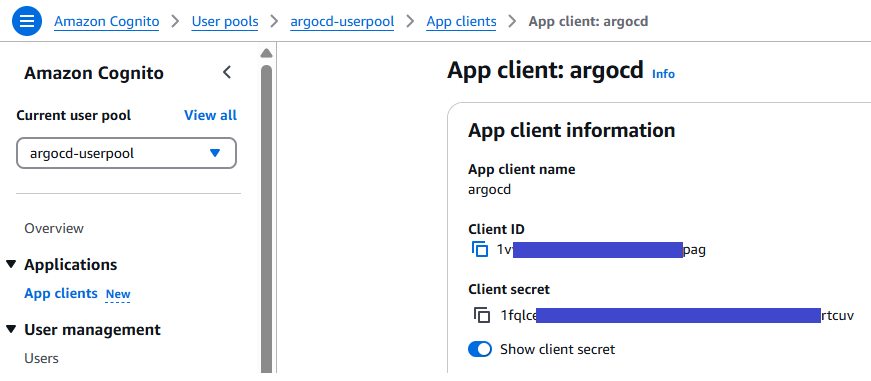 Amazon Cognito > User pools > argocd-userpool > App clients > App client: argocd
Amazon Cognito
Current user pool View all
argocd-userpool
Overview
Applications
App clients New
User management
Users
App client: argocd Info
App client information
App client name
argocd
Client ID
1v pag
Client secret
1fqlce rtcuv
Show client secret